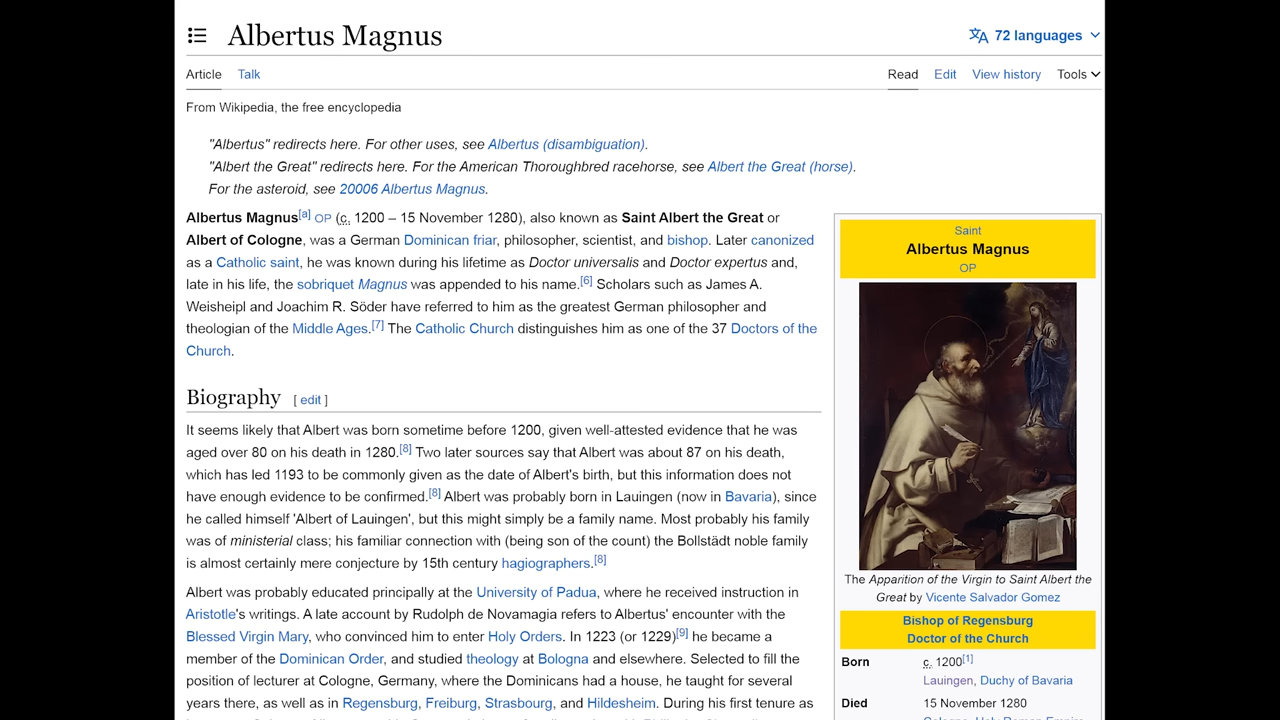 Albertus Magnus
72 languages
Article Talk
Read Edit View history Tools
From Wikipedia, the free encyclopedia
"Albertus" redirects here. For other uses, see Albertus (disambiguation).
"Albert the Great" redirects here. For the American Thoroughbred racehorse, see Albert the Great (horse).
For the asteroid, see 20006 Albertus Magnus.
Albertus Magnus[a] OP (c. 1200 – 15 November 1280), also known as Saint Albert the Great or
Albert of Cologne, was a German Dominican friar, philosopher, scientist, and bishop. Later canonized
as a Catholic saint, he was known during his lifetime as Doctor universalis and Doctor expertus and,
late in his life, the sobriquet Magnus was appended to his name.[6] Scholars such as James A.
Weisheipl and Joachim R. Söder have referred to him as the greatest German philosopher and
theologian of the Middle Ages.[7] The Catholic Church distinguishes him as one of the 37 Doctors of the
Church.
Biography [ edit ]
It seems likely that Albert was born sometime before 1200, given well-attested evidence that he was
aged over 80 on his death in 1280.[8] Two later sources say that Albert was about 87 on his death,
which has led 1193 to be commonly given as the date of Albert's birth, but this information does not
have enough evidence to be confirmed.[8] Albert was probably born in Lauingen (now in Bavaria), since
he called himself 'Albert of Lauingen', but this might simply be a family name. Most probably his family
was of ministerial class; his familiar connection with (being son of the count) the Bollstädt noble family
is almost certainly mere conjecture by 15th century hagiographers.[8]
Albert was probably educated principally at the University of Padua, where he received instruction in
Aristotle's writings. A late account by Rudolph de Novamagia refers to Albertus' encounter with the
Blessed Virgin Mary, who convinced him to enter Holy Orders. In 1223 (or 1229)[9] he became a
member of the Dominican Order, and studied theology at Bologna and elsewhere. Selected to fill the
position of lecturer at Cologne, Germany, where the Dominicans had a house, he taught for several
years there, as well as in Regensburg, Freiburg, Strasbourg, and Hildesheim. During his first tenure as
Saint
Albertus Magnus
OP
The Apparition of the Virgin to Saint Albert the
Great by Vicente Salvador Gomez
Bishop of Regensburg
Doctor of the Church
Born c. 1200[1]
Lauingen, Duchy of Bavaria
Died 15 November 1280